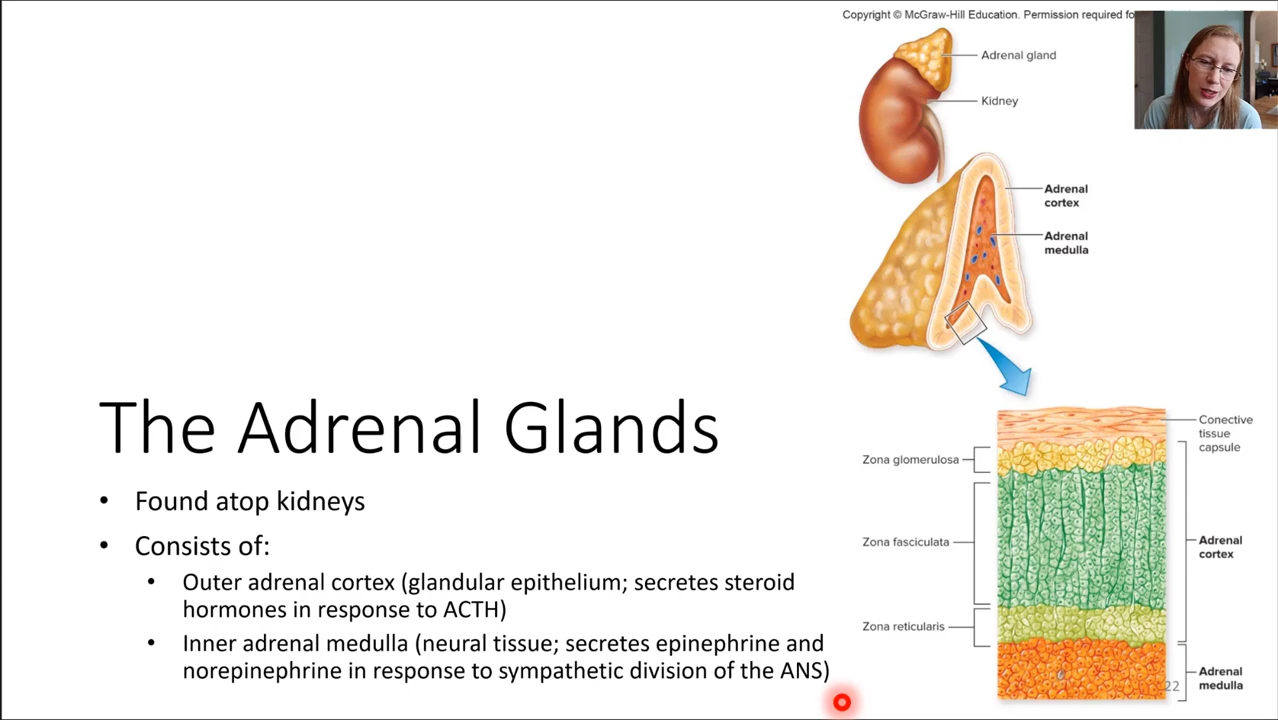 Copyright © McGraw-Hill Education. Permission required for
Adrenal gland
Kidney
Adrenal
cortex
Adrenal
medulla
The Adrenal Glands
• Found atop kidneys
• Consists of:
• Outer adrenal cortex (glandular epithelium; secretes steroid
hormones in response to ACTH)
• Inner adrenal medulla (neural tissue; secretes epinephrine and
norepinephrine in response to sympathetic division of the ANS)
Conective
tissue
capsule
Zona glomerulosa
Zona fasciculata
Adrenal
cortex
Zona reticularis
Adrenal
medulla
22